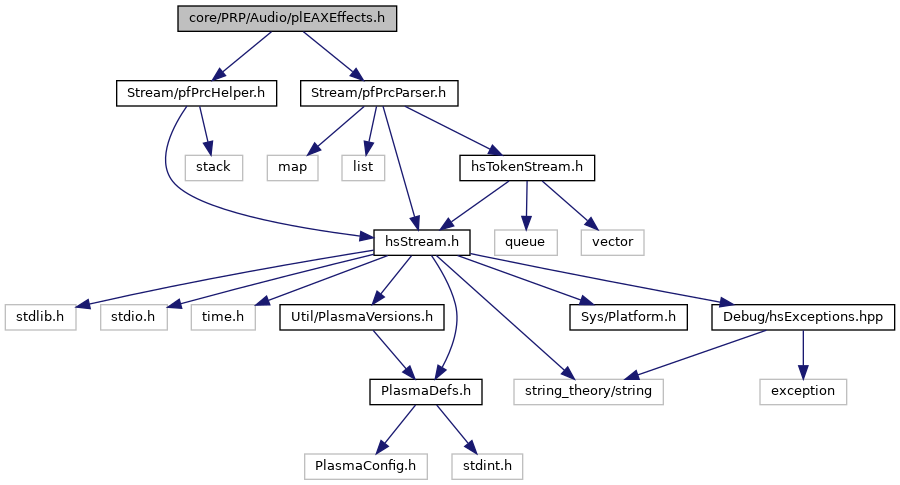 core/PRP/Audio/plEAXEffects.h
Stream/pfPrcHelper.h
Stream/pfPrcParser.h
stack
map
list
hsTokenStream.h
hsStream.h
queue
vector
stdlib.h
stdio.h
time.h
Util/PlasmaVersions.h
Sys/Platform.h
Debug/hsExceptions.hpp
PlasmaDefs.h
string_theory/string
exception
PlasmaConfig.h
stdint.h